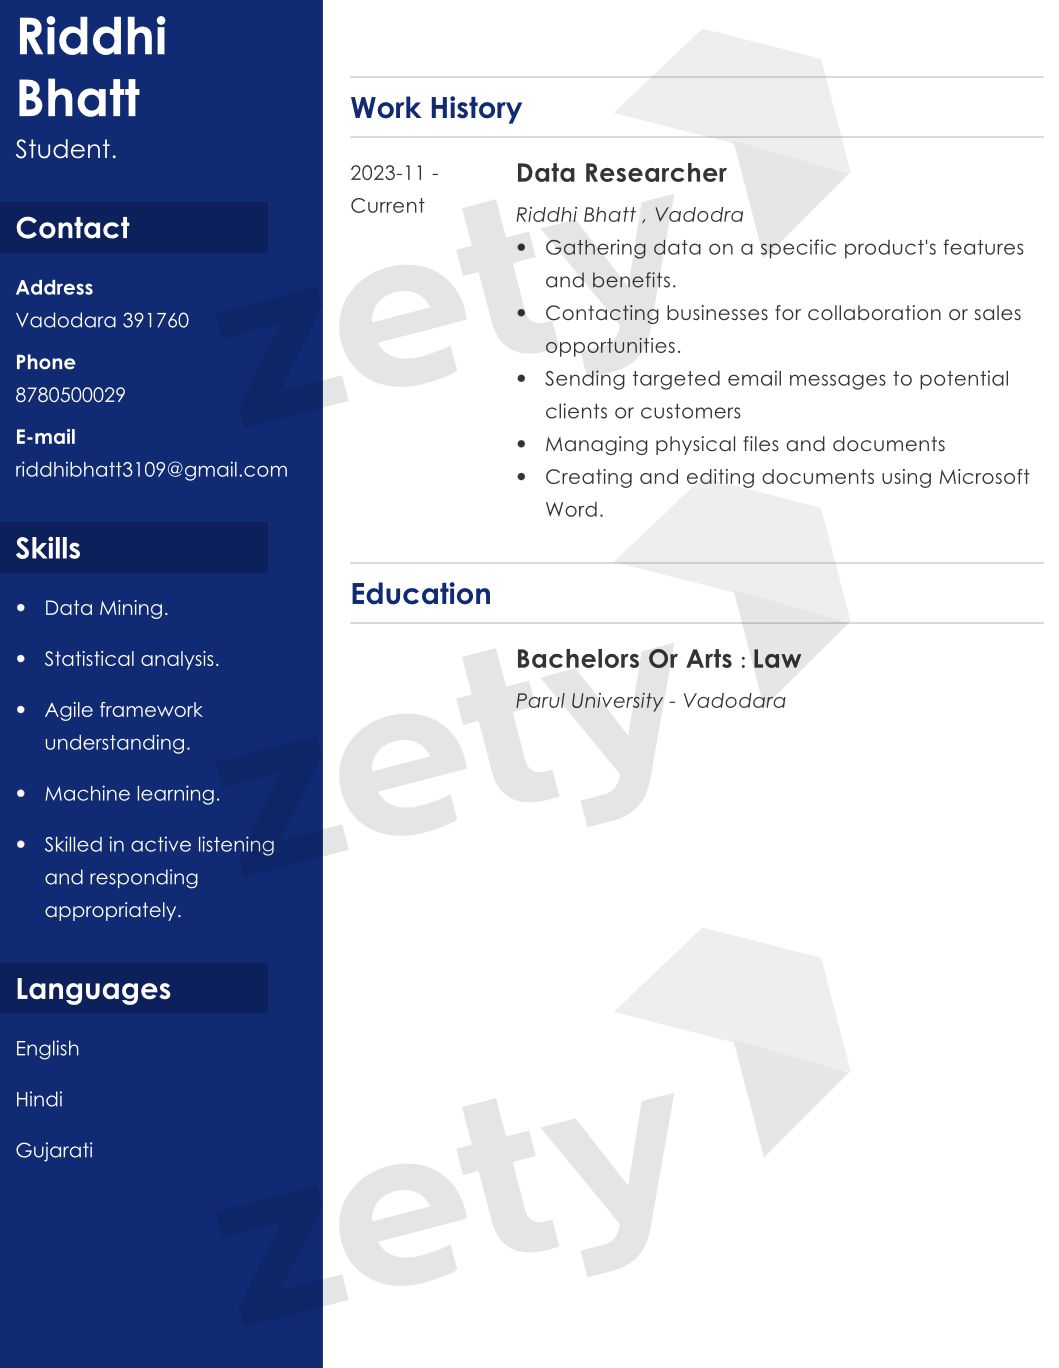 Riddhi
Bhatt
Student.
Contact
Address
Vadodara 391760
Phone
8780500029
E-mail
riddhibhatt3109@gmail.com
Skills
• Data Mining.
• Statistical analysis.
• Agile framework
understanding.
• Machine learning.
• Skilled in active listening
and responding
appropriately.
Languages
English
Hindi
Gujarati
Work History
2023-11 -
Current
Data Researcher
Riddhi Bhatt , Vadodra
• Gathering data on a specific product's features
and benefits.
• Contacting businesses for collaboration or sales
opportunities.
• Sending targeted email messages to potential
clients or customers
• Managing physical files and documents
• Creating and editing documents using Microsoft
Word.
Education
Bachelors Or Arts : Law
Parul University - Vadodara
zety
zety
zety